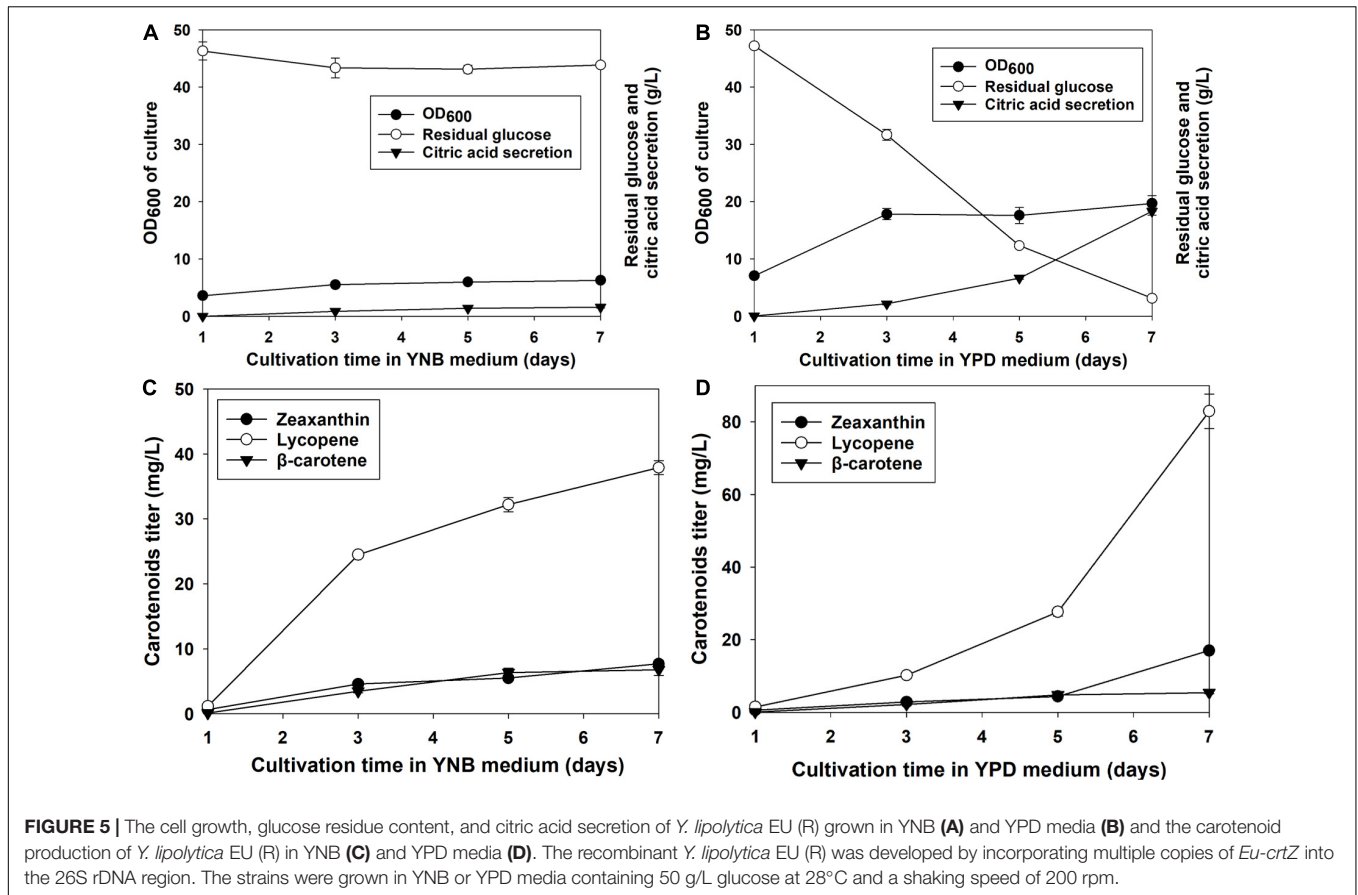 A
50
40
30
20
10
0
OD600 of culture
OD600
Residual glucose
Citric acid secretion
Residual glucose and
citric acid secretion (g/L)
1 2 3 4 5 6 7
Cultivation time in YNB medium (days)
B
50
40
30
20
10
0
OD600 of culture
OD600
Residual glucose
Citric acid secretion
Residual glucose and
citric acid secretion (g/L)
1 2 3 4 5 6 7
Cultivation time in YPD medium (days)
C
50
40
30
20
10
0
Carotenoids titer (mg/L)
Zeaxanthin
Lycopene
β-carotene
1 2 3 4 5 6 7
Cultivation time in YNB medium (days)
D
80
60
40
20
0
Carotenoids titer (mg/L)
Zeaxanthin
Lycopene
β-carotene
1 2 3 4 5 6 7
Cultivation time in YPD medium (days)
FIGURE 5 | The cell growth, glucose residue content, and citric acid secretion of Y. lipolytica EU (R) grown in YNB (A) and YPD media (B) and the carotenoid
production of Y. lipolytica EU (R) in YNB (C) and YPD media (D). The recombinant Y. lipolytica EU (R) was developed by incorporating multiple copies of Eu-crtZ into
the 26S rDNA region. The strains were grown in YNB or YPD media containing 50 g/L glucose at 28°C and a shaking speed of 200 rpm.